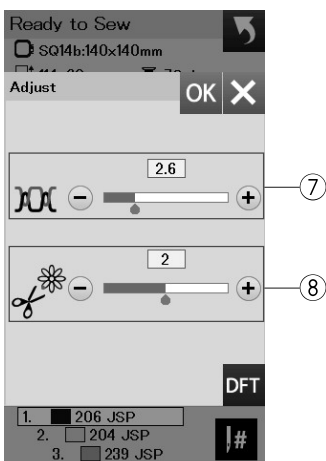 Ready to Sew
SQ14b:140x140mm
Adjust
OK
2.6
7
2
8
DFT
1. 206 JSP
2. 204 JSP
3. 239 JSP
#